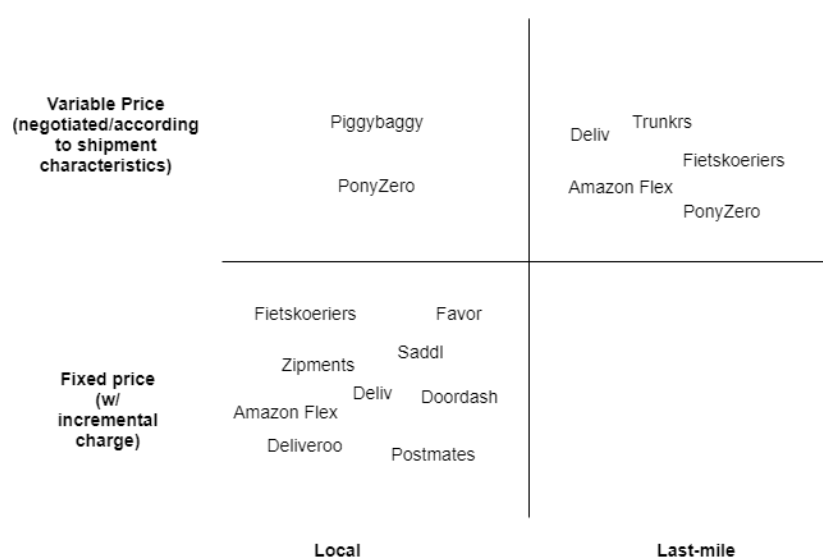 Variable Price
(negotiated/according
to shipment
characteristics)
Piggybaggy
PonyZero
Trunkrs
Deliv
Fietskoeriers
Amazon Flex
PonyZero
Fixed price
(w/
incremental
charge)
Fietskoeriers
Favor
Saddl
Zipments
Deliv
Doordash
Amazon Flex
Deliveroo
Postmates
Local
Last-mile